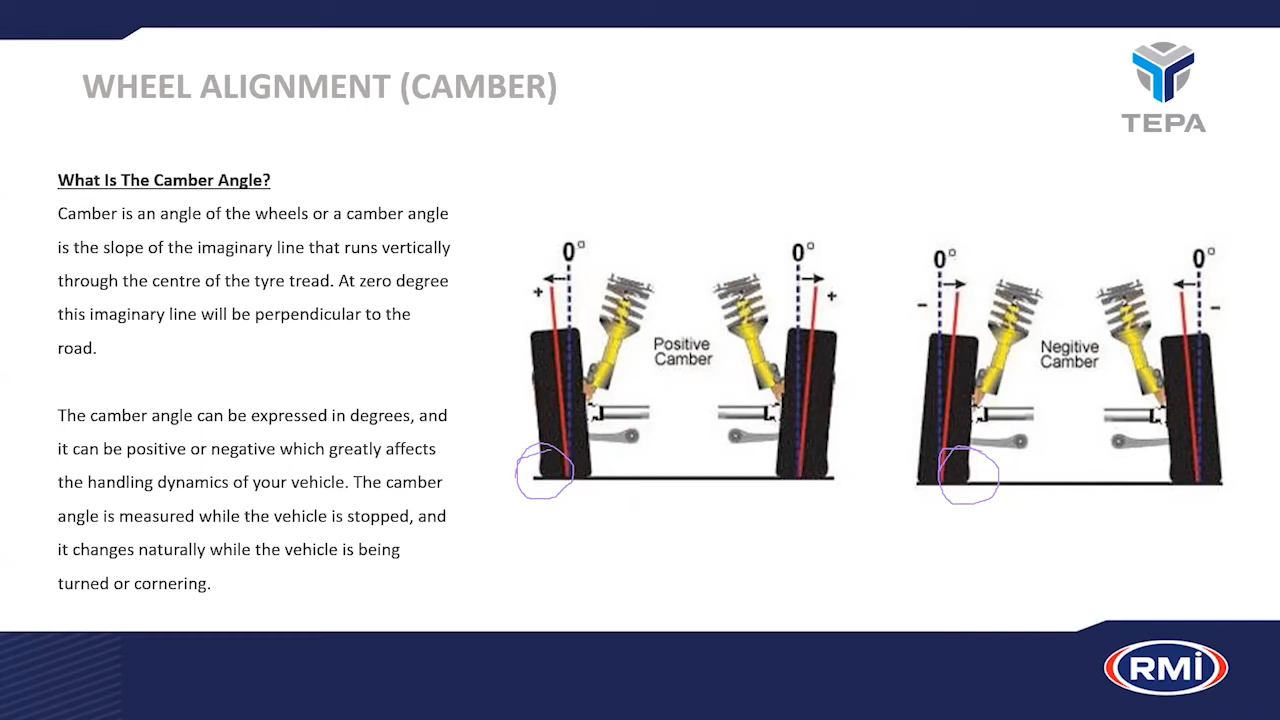 WHEEL ALIGNMENT (CAMBER)
TEPA
What Is The Camber Angle?
Camber is an angle of the wheels or a camber angle
is the slope of the imaginary line that runs vertically
through the centre of the tyre tread. At zero degree
this imaginary line will be perpendicular to the
road.
The camber angle can be expressed in degrees, and
it can be positive or negative which greatly affects
the handling dynamics of your vehicle. The camber
angle is measured while the vehicle is stopped, and
it changes naturally while the vehicle is being
turned or cornering.
0°
0°
+
+
Positive
Camber
0°
0°
-
-
Negitive
Camber
RMi